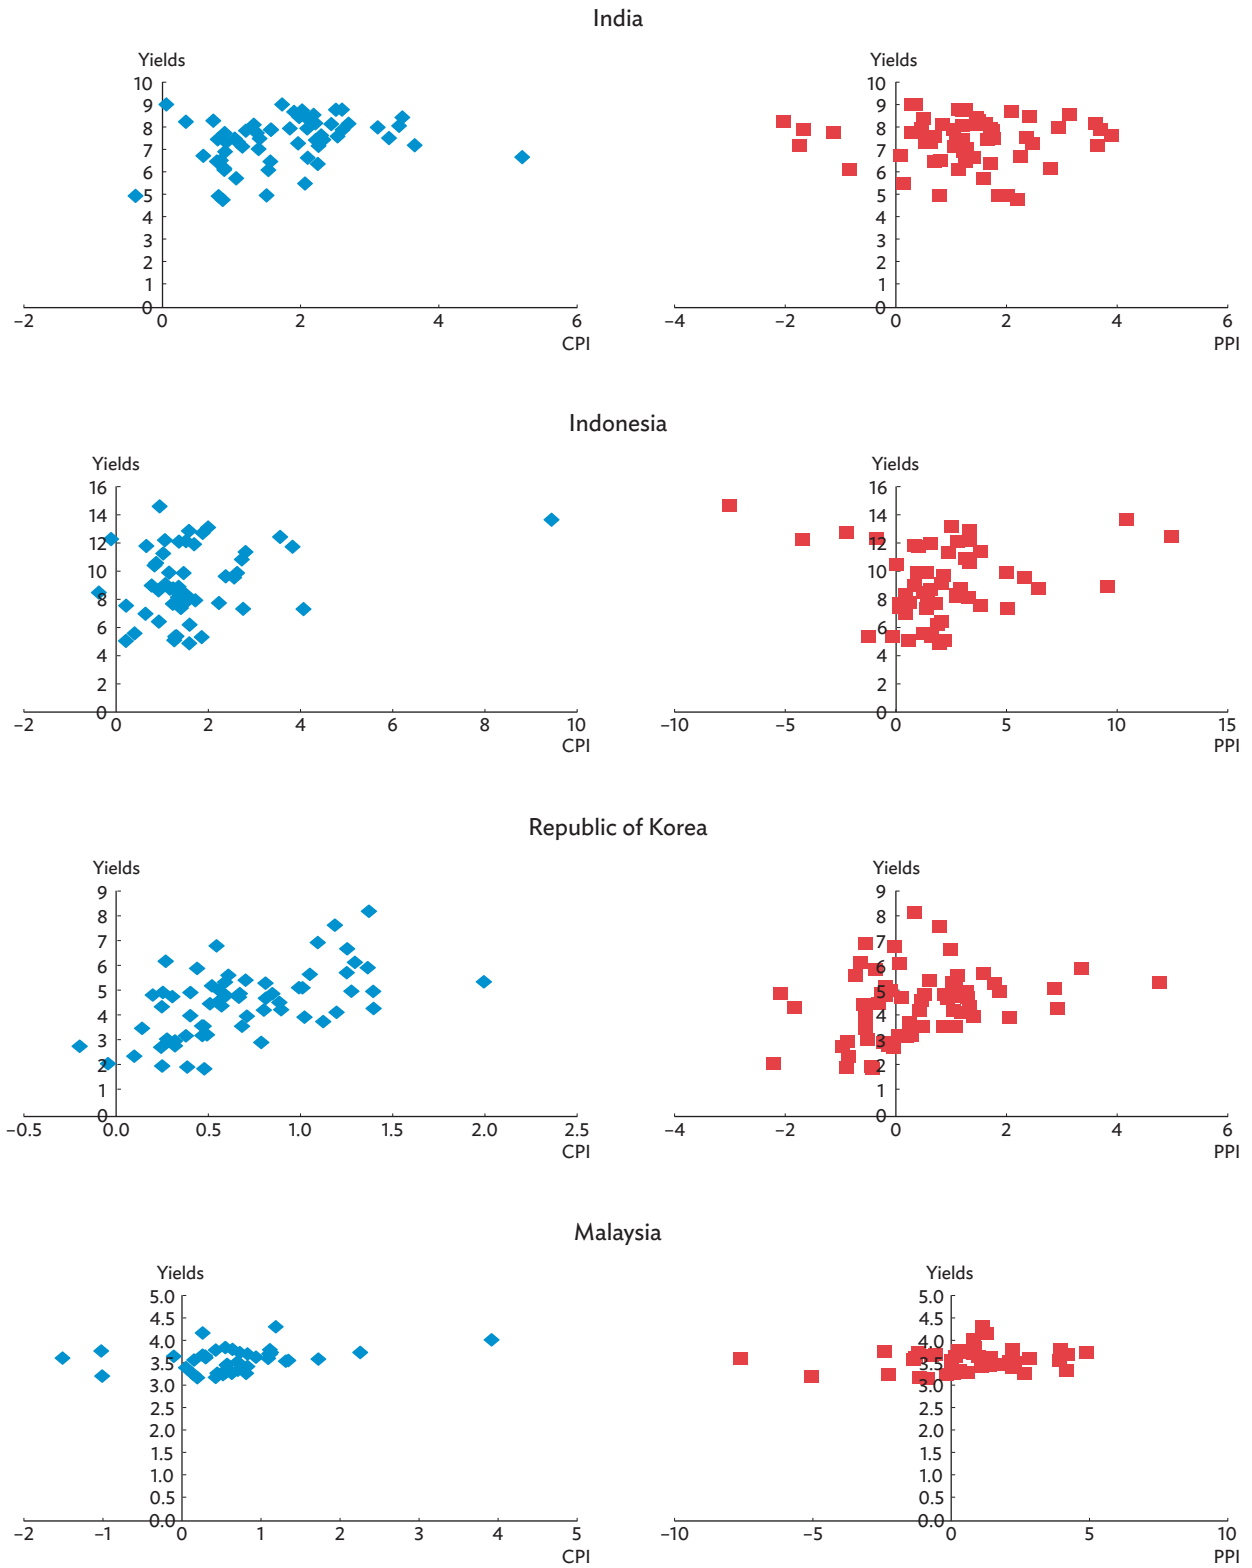 India
Yields
10
9
8
7
6
5
4
3
2
1
0
–2 0 2 4 6
CPI
Yields
10
9
8
7
6
5
4
3
2
1
0
–4 –2 0 2 4 6
PPI
Indonesia
Yields
16
14
12
10
8
6
4
2
0
–2 0 2 4 6 8 10
CPI
Yields
16
14
12
10
8
6
4
2
0
–10 –5 0 5 10 15
PPI
Republic of Korea
Yields
9
8
7
6
5
4
3
2
1
0
–0.5 0.0 0.5 1.0 1.5 2.0 2.5
CPI
Yields
9
8
7
6
5
4
3
2
1
0
–4 –2 0 2 4 6
PPI
Malaysia
Yields
5.0
4.5
4.0
3.5
3.0
2.5
2.0
1.5
1.0
0.5
0.0
–2 –1 0 1 2 3 4 5
CPI
Yields
5.0
4.5
4.0
3.5
3.0
2.5
2.0
1.5
1.0
0.5
0.0
–10 –5 0 5 10
PPI